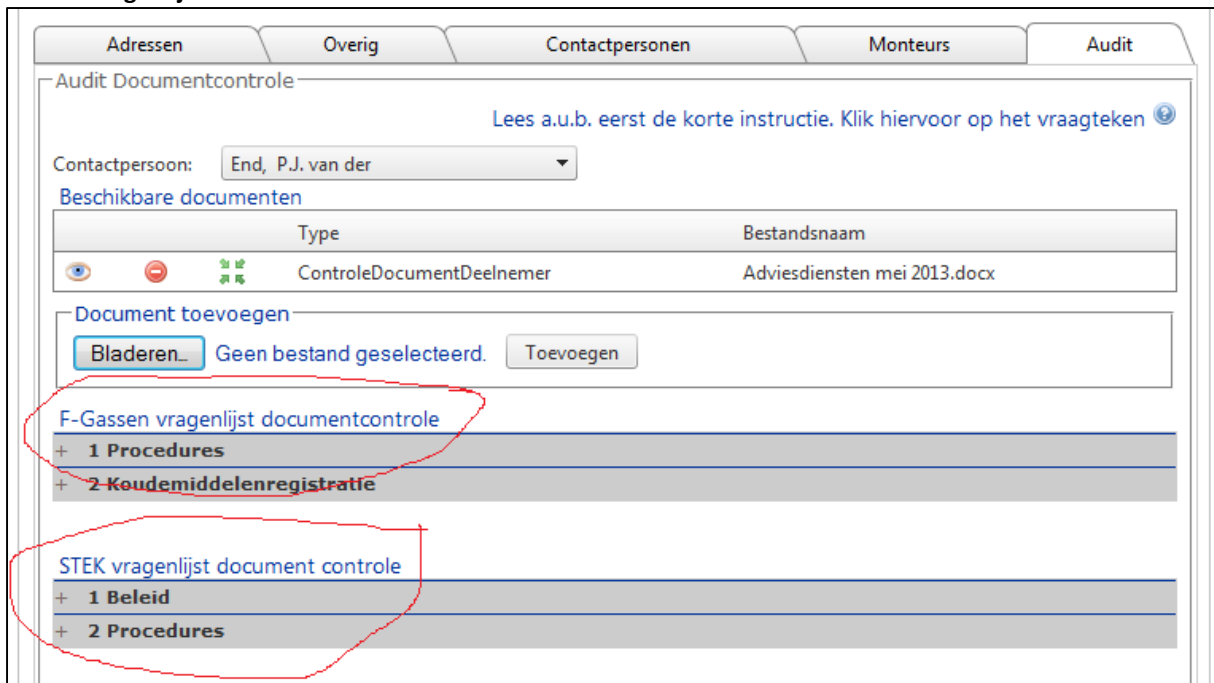 Adressen Overig Contactpersonen Monteurs Audit
Audit Documentcontrole
Lees a.u.b. eerst de korte instructie. Klik hiervoor op het vraagteken
Contactpersoon: End, P.J. van der
Beschikbare documenten
Type Bestandsnaam
ControleDocumentDeelnemer Adviesdiensten mei 2013.docx
Document toevoegen
Bladeren... Geen bestand geselecteerd. Toevoegen
F-Gassen vragenlijst documentcontrole
+ 1 Procedures
+ 2 Koudemiddelenregistratie
STEK vragenlijst document controle
+ 1 Beleid
+ 2 Procedures